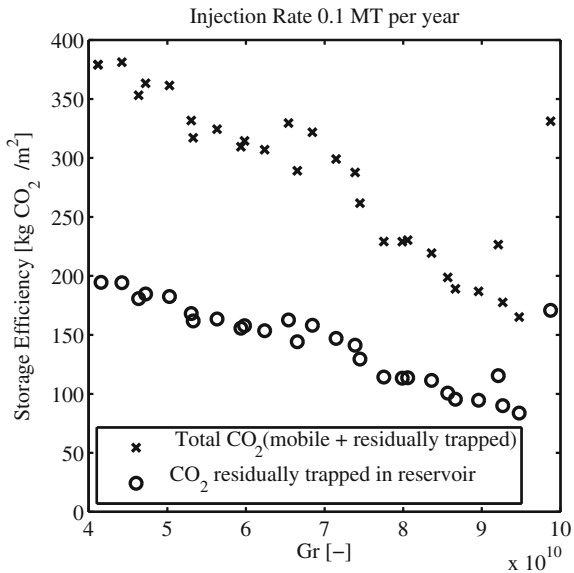 Injection Rate 0.1 MT per year
Storage Efficiency [kg CO2 /m²]
400
350
300
250
200
150
100
50
0
Total CO2(mobile + residually trapped)
CO2 residually trapped in reservoir
4 5 6 7 8 9 10
Gr [−]
x 10^10